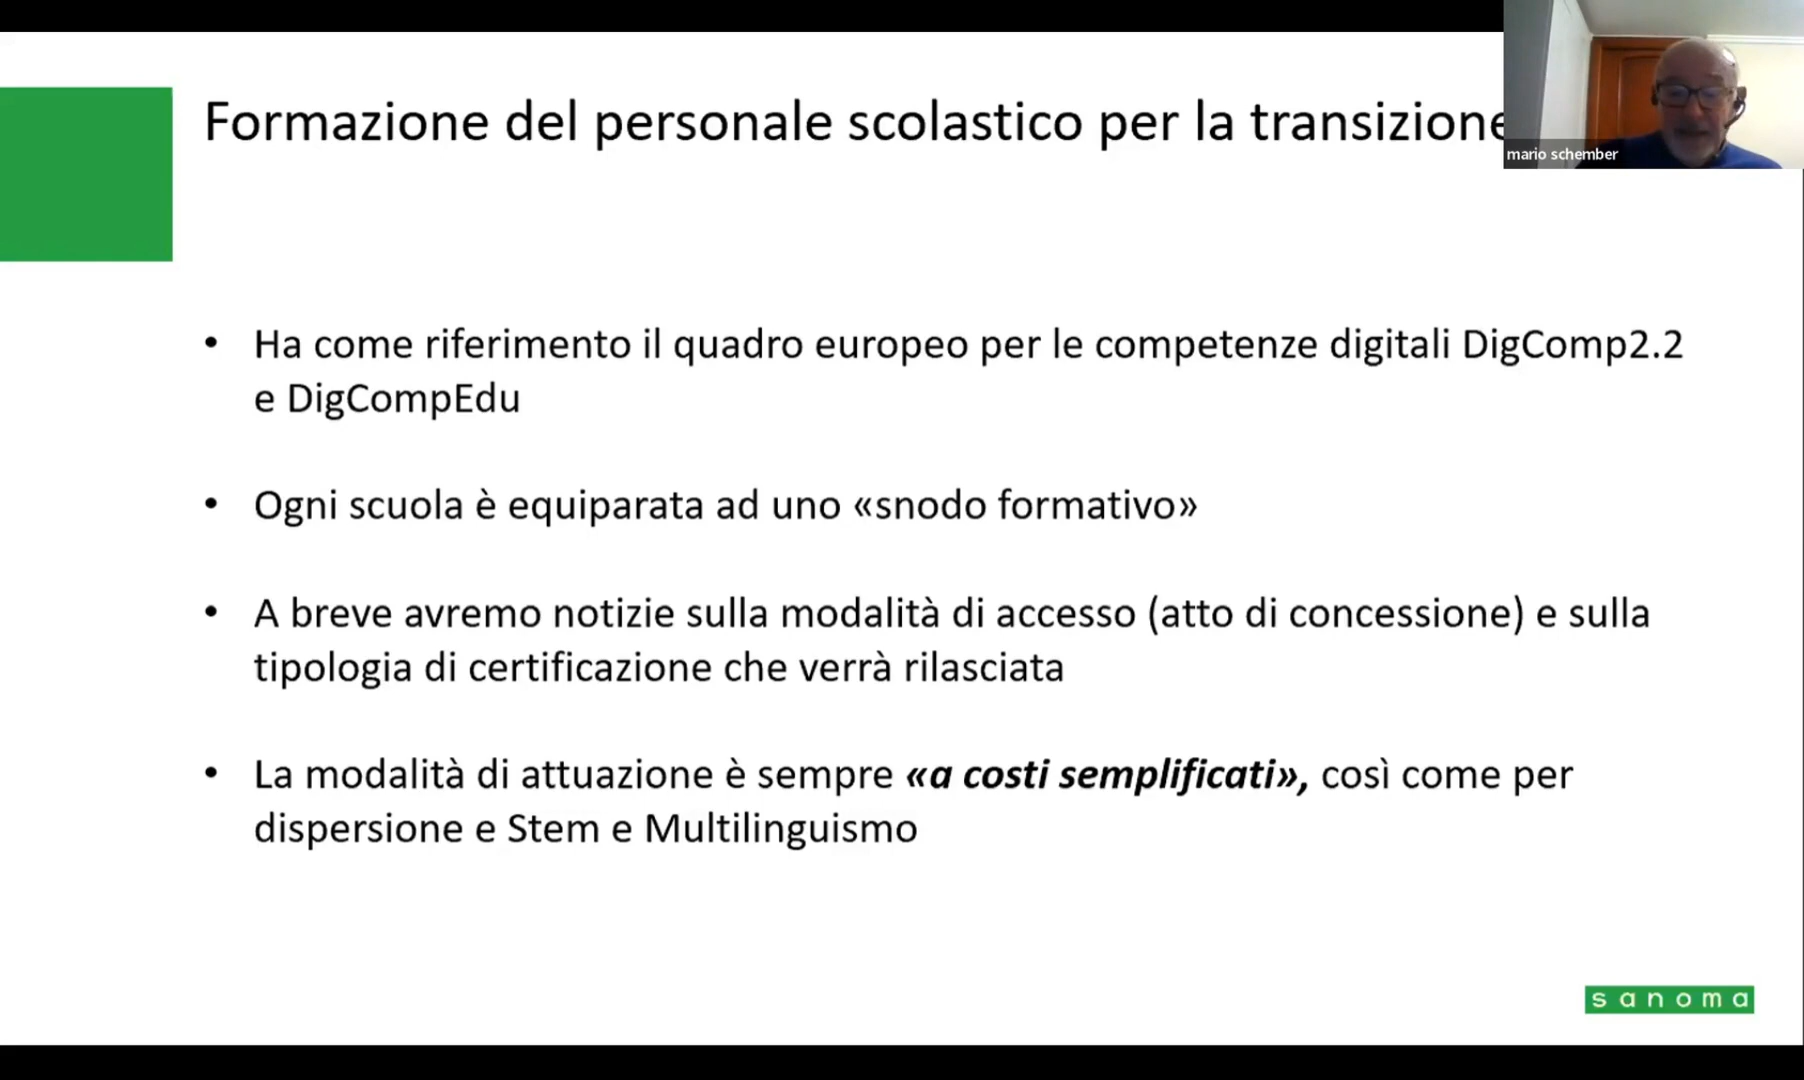 Formazione del personale scolastico per la transizione
mario schember
• Ha come riferimento il quadro europeo per le competenze digitali DigComp2.2
e DigCompEdu
• Ogni scuola è equiparata ad uno «snodo formativo»
• A breve avremo notizie sulla modalità di accesso (atto di concessione) e sulla
tipologia di certificazione che verrà rilasciata
• La modalità di attuazione è sempre «a costi semplificati», così come per
dispersione e Stem e Multilinguismo
sanoma